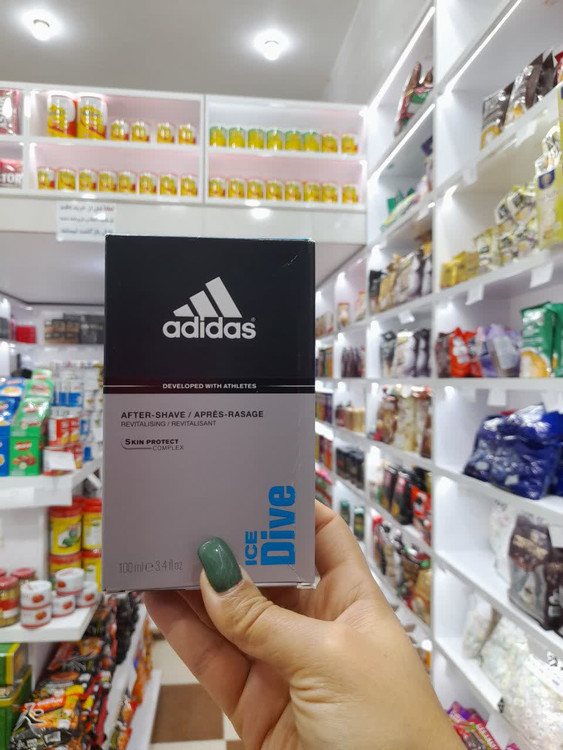 adidas
DEVELOPED WITH ATHLETES
AFTER-SHAVE / APRÈS-RASAGE
REVITALISING / REVITALISANT
SKIN PROTECT
COMPLEX
ICE
Dive
100 ml e 3.4 fl.oz